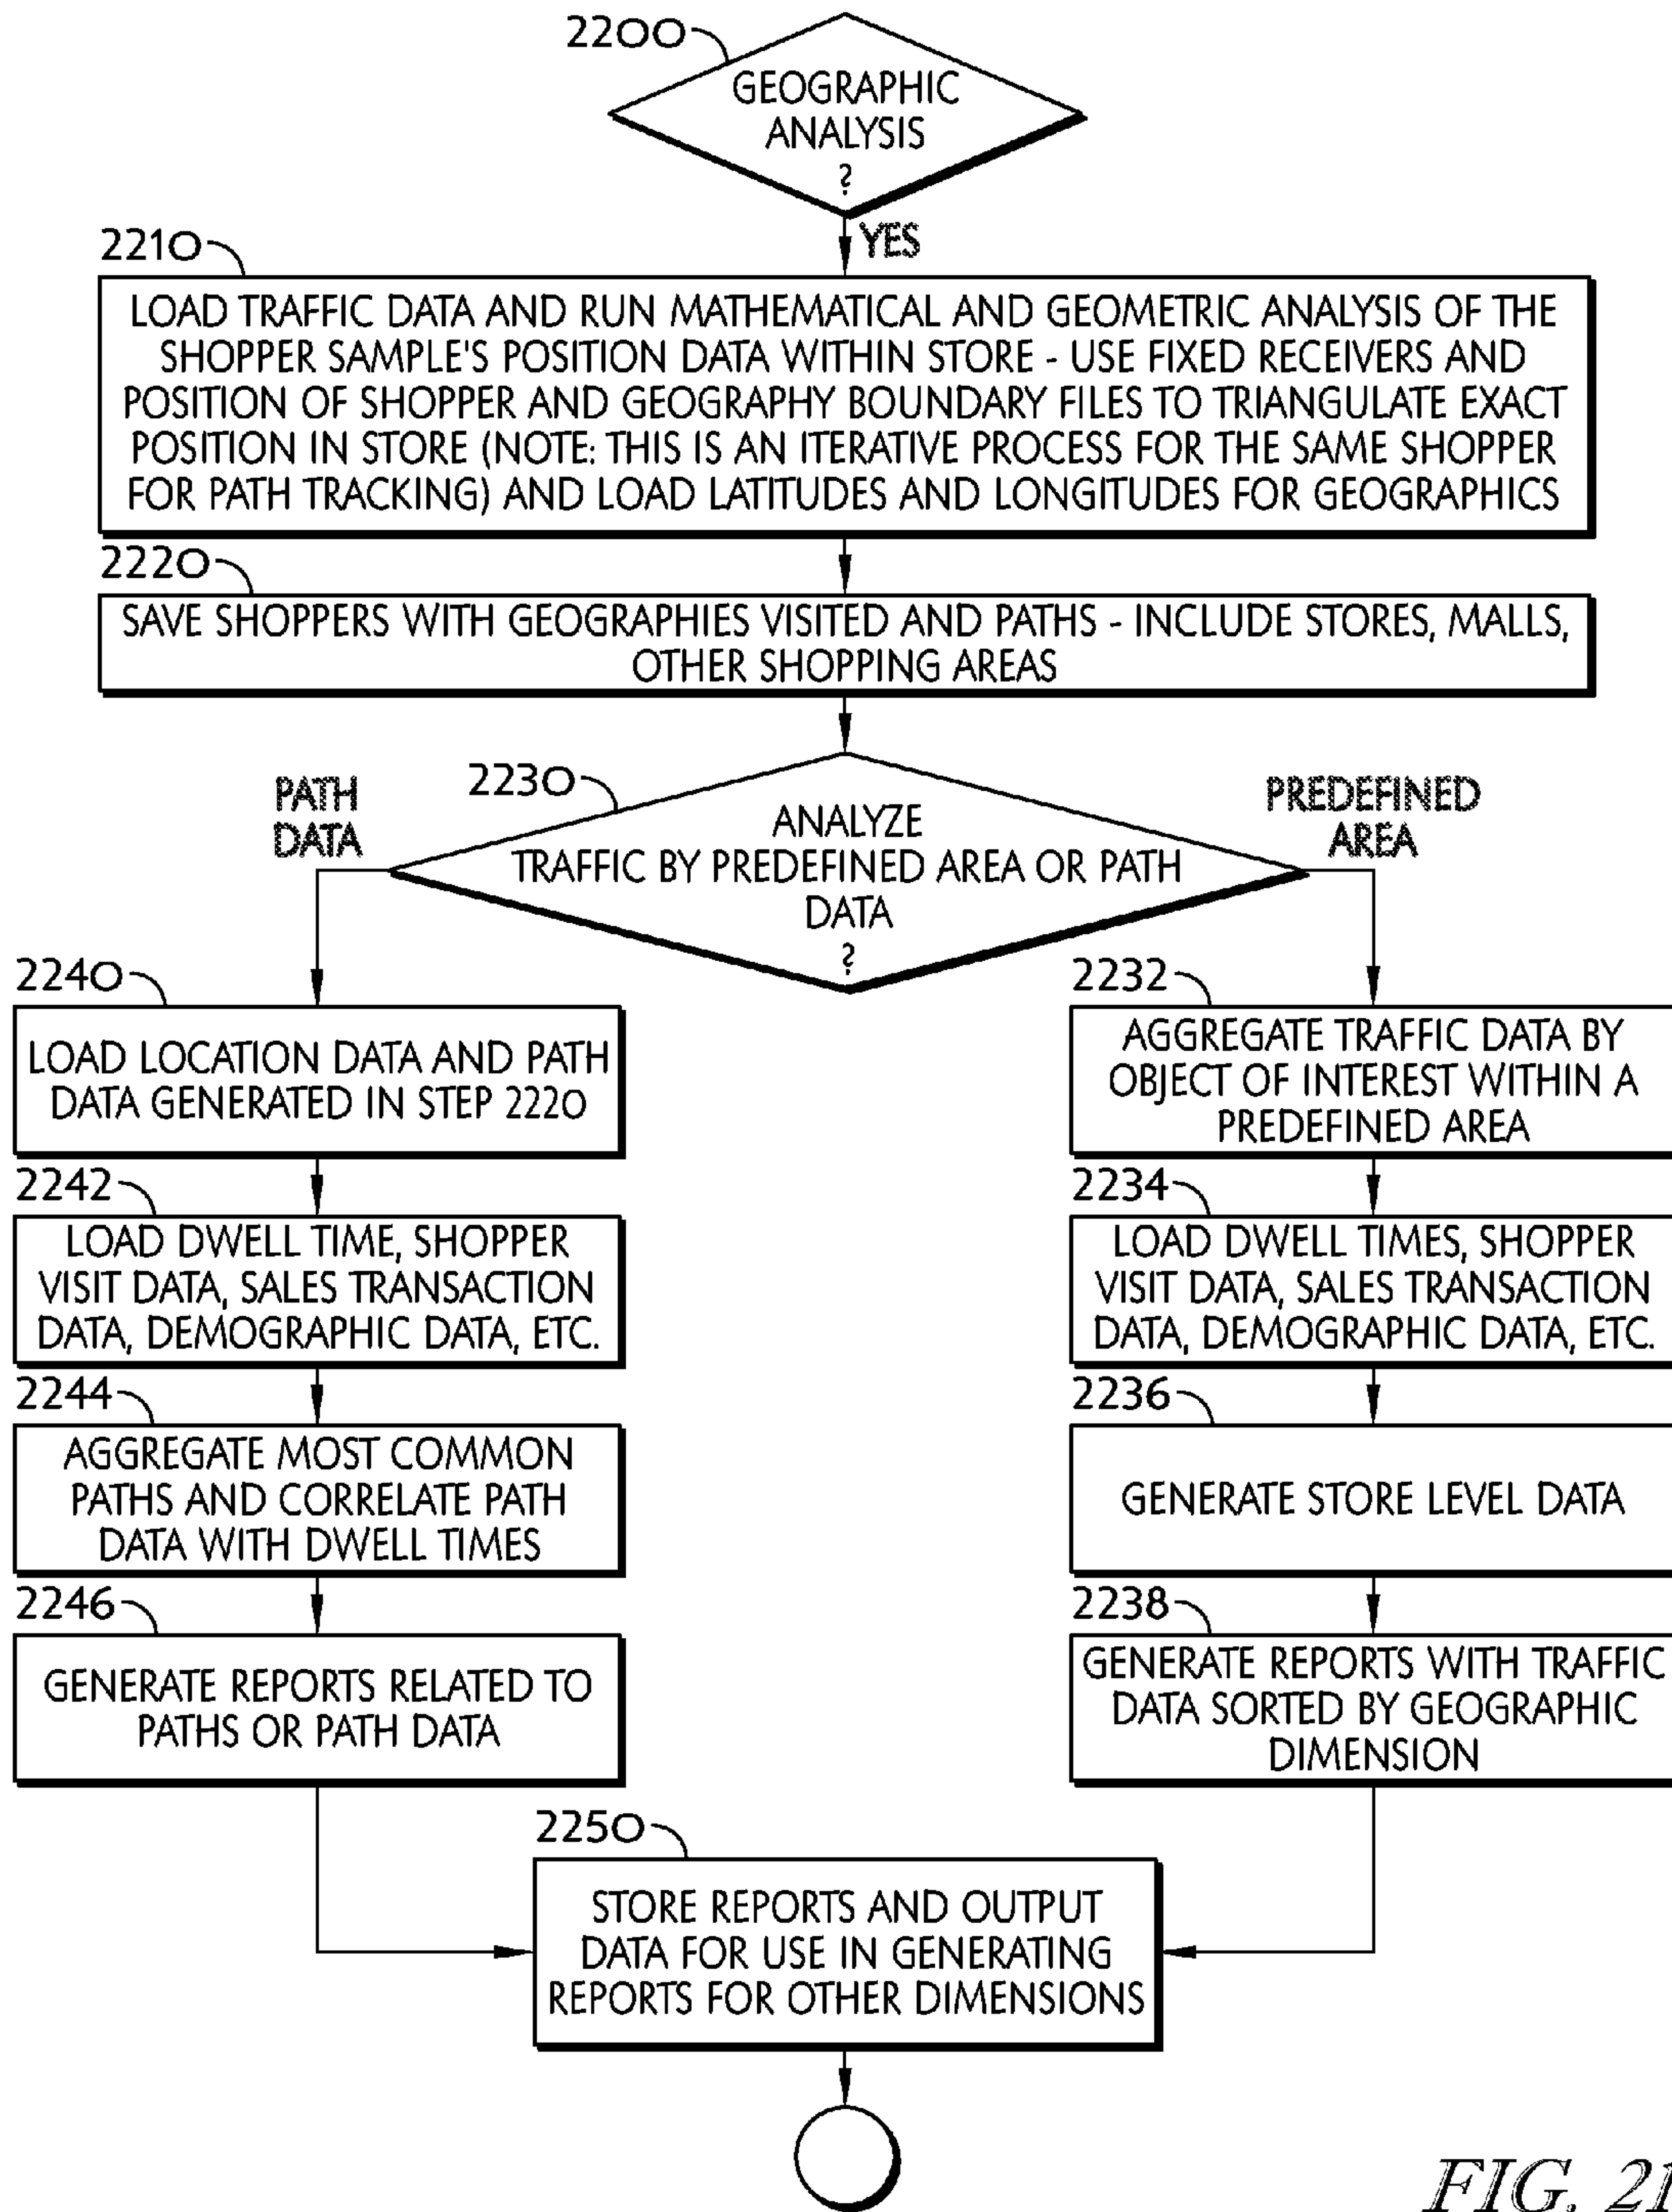 2200
GEOGRAPHIC
ANALYSIS
?
YES
2210
LOAD TRAFFIC DATA AND RUN MATHEMATICAL AND GEOMETRIC ANALYSIS OF THE
SHOPPER SAMPLE'S POSITION DATA WITHIN STORE - USE FIXED RECEIVERS AND
POSITION OF SHOPPER AND GEOGRAPHY BOUNDARY FILES TO TRIANGULATE EXACT
POSITION IN STORE (NOTE: THIS IS AN ITERATIVE PROCESS FOR THE SAME SHOPPER
FOR PATH TRACKING) AND LOAD LATITUDES AND LONGITUDES FOR GEOGRAPHICS
2220
SAVE SHOPPERS WITH GEOGRAPHIES VISITED AND PATHS - INCLUDE STORES, MALLS,
OTHER SHOPPING AREAS
2230
ANALYZE
TRAFFIC BY PREDEFINED AREA OR PATH
DATA
?
PATH
DATA
PREDEFINED
AREA
2240
LOAD LOCATION DATA AND PATH
DATA GENERATED IN STEP 2220
2242
LOAD DWELL TIME, SHOPPER
VISIT DATA, SALES TRANSACTION
DATA, DEMOGRAPHIC DATA, ETC.
2244
AGGREGATE MOST COMMON
PATHS AND CORRELATE PATH
DATA WITH DWELL TIMES
2246
GENERATE REPORTS RELATED TO
PATHS OR PATH DATA
2232
AGGREGATE TRAFFIC DATA BY
OBJECT OF INTEREST WITHIN A
PREDEFINED AREA
2234
LOAD DWELL TIMES, SHOPPER
VISIT DATA, SALES TRANSACTION
DATA, DEMOGRAPHIC DATA, ETC.
2236
GENERATE STORE LEVEL DATA
2238
GENERATE REPORTS WITH TRAFFIC
DATA SORTED BY GEOGRAPHIC
DIMENSION
2250
STORE REPORTS AND OUTPUT
DATA FOR USE IN GENERATING
REPORTS FOR OTHER DIMENSIONS
FIG. 21